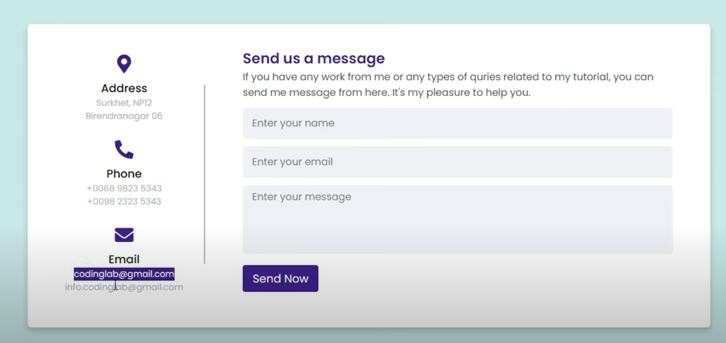 Address
Surkhet, NP12
Birendranagar 06
Phone
+0068 9823 5343
+0098 2323 5343
Email
codinglab@gmail.com
info.codinglab@gmail.com
Send us a message
If you have any work from me or any types of quries related to my tutorial, you can
send me message from here. It's my pleasure to help you.
Enter your name
Enter your email
Enter your message
Send Now